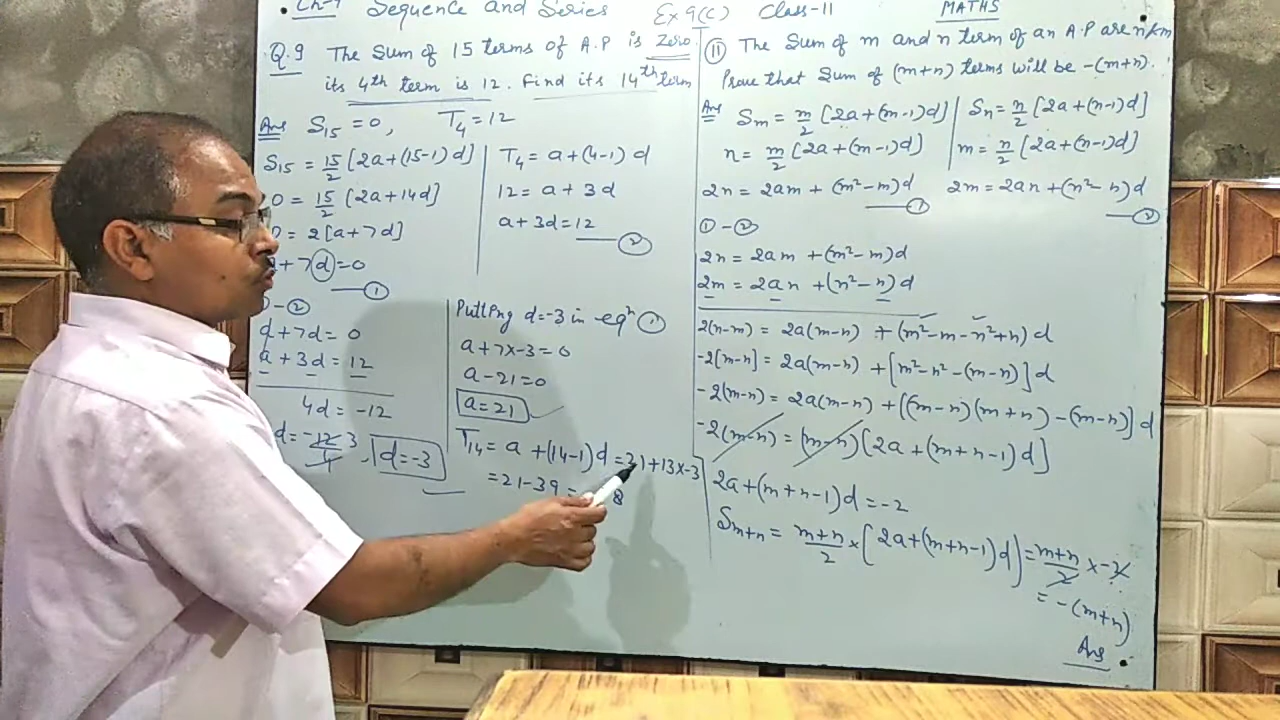 Ch-9 Sequence and Series Ex 9(c) Class-11 MATHS
Q.9 The Sum of 15 terms of A.P is Zero.
its 4th term is 12. Find its 14th term
Ans S₁₅ = 0, T₄ = 12
S₁₅ = 15/2 [2a+(15-1)d]
0 = 15/2 [2a+14d]
0 = 2[a+7d]
+ 7d = 0 ①
T₄ = a+(4-1)d
12 = a+3d
a+3d = 12 ②
①-②
a+7d = 0
a+3d = 12
4d = -12
d = -12/4 3, d = -3
Putting d=-3 in eqⁿ ①
a+7x-3 = 0
a-21 = 0
a = 21
T₁₄ = a+(14-1)d = 21+13x-3
= 21-39 = 8
⑪ The Sum of m and n term of an A.P are n & m
Prove that Sum of (m+n) terms will be -(m+n).
Ans Sm = m/2 [2a+(m-1)d]
n = m/2 [2a+(m-1)d]
2n = 2am + (m²-m)d ①
Sn = n/2 [2a+(n-1)d]
m = n/2 [2a+(n-1)d]
2m = 2an + (n²-n)d ②
①-②
2n = 2am + (m²-m)d
2m = 2an + (n²-n)d
2(n-m) = 2a(m-n) + (m²-m-n²+n)d
-2[m-n] = 2a(m-n) + [m²-n²-(m-n)]d
-2(m-n) = 2a(m-n) + [(m-n)(m+n)-(m-n)]d
-2(m-n) = (m-n)[2a+(m+n-1)d]
2a+(m+n-1)d = -2
Sm+n = m+n/2 x [2a+(m+n-1)d] = m+n/2 x -2
= -(m+n)
Ans